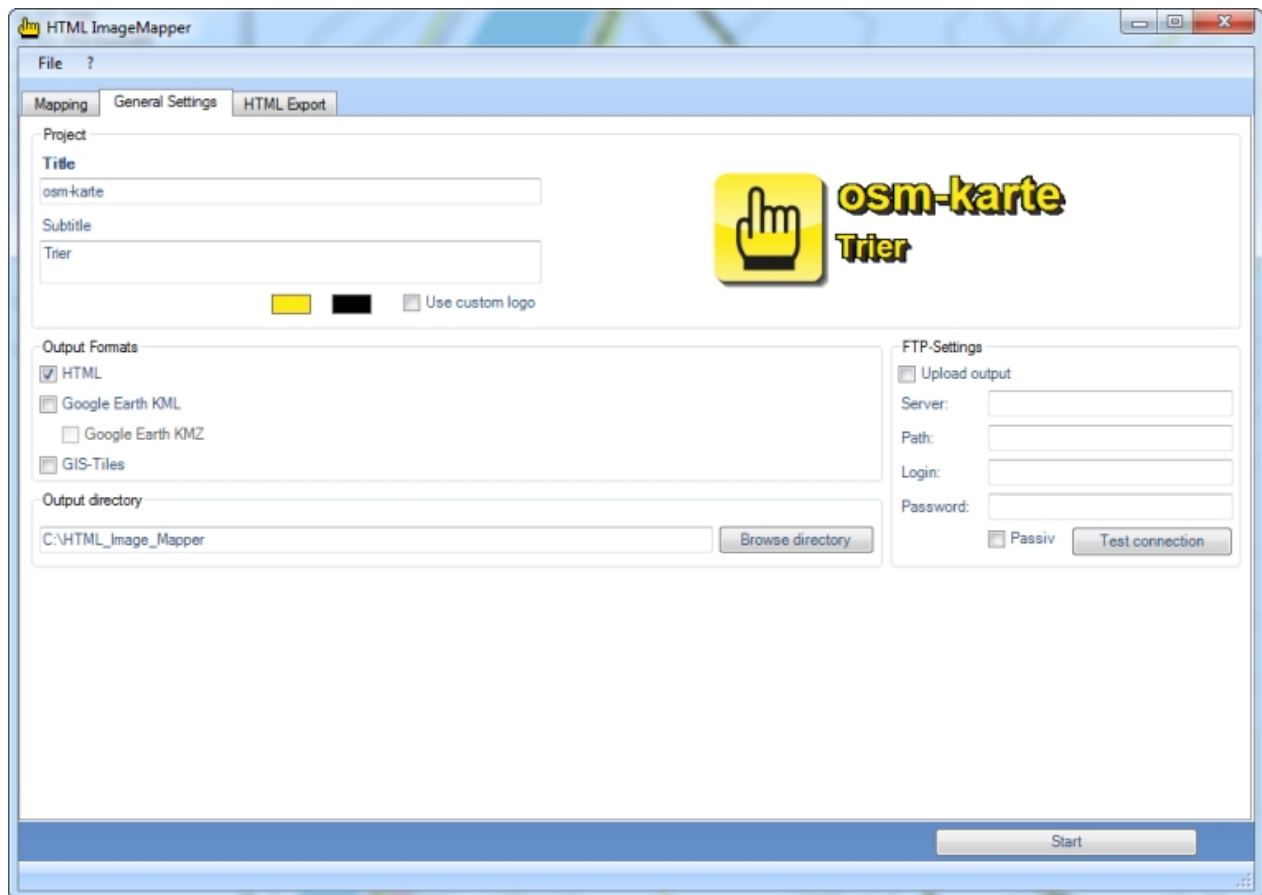 HTML ImageMapper
File ?
Mapping General Settings HTML Export
Project
Title
osm-karte
Subtitle
Trier
Use custom logo
osm-karte
Trier
Output Formats
HTML
Google Earth KML
Google Earth KMZ
GIS-Tiles
Output directory
C:\HTML_Image_Mapper Browse directory
FTP-Settings
Upload output
Server:
Path:
Login:
Password:
Passiv Test connection
Start